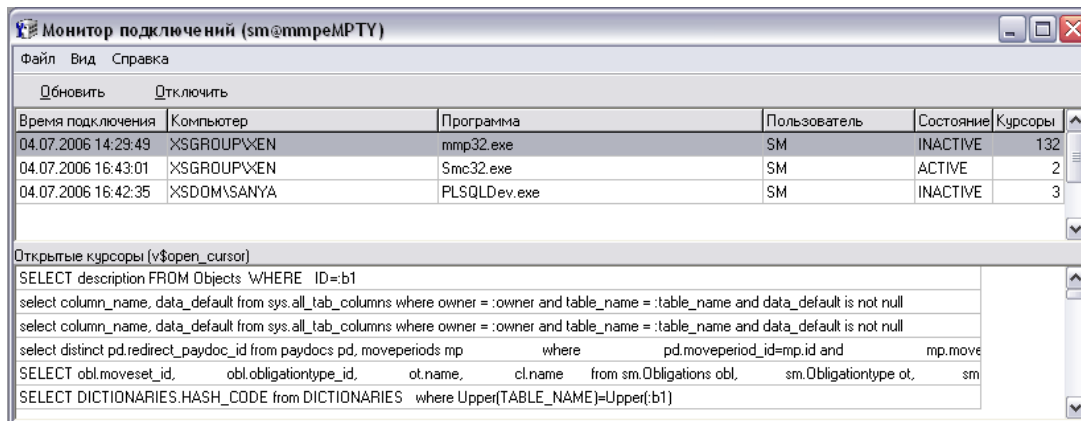 Монитор подключений (sm@mmpeMPTY)
Файл Вид Справка
Обновить Отключить
Время подключения Компьютер Программа Пользователь Состояние Курсоры
04.07.2006 14:29:49 XSGROUP\XEN mmp32.exe SM INACTIVE 132
04.07.2006 16:43:01 XSGROUP\XEN Smc32.exe SM ACTIVE 2
04.07.2006 16:42:35 XSDOM\SANYA PLSQLDev.exe SM INACTIVE 3
Открытые курсоры (v$open_cursor)
SELECT description FROM Objects WHERE ID=:b1
select column_name, data_default from sys.all_tab_columns where owner = :owner and table_name = :table_name and data_default is not null
select column_name, data_default from sys.all_tab_columns where owner = :owner and table_name = :table_name and data_default is not null
select distinct pd.redirect_paydoc_id from paydocs pd, moveperiods mp where pd.moveperiod_id=mp.id and mp.move
SELECT obl.moveset_id, obl.obligationtype_id, ot.name, cl.name from sm.Obligations obl, sm.Obligationtype ot, sm
SELECT DICTIONARIES.HASH_CODE from DICTIONARIES where Upper(TABLE_NAME)=Upper(:b1)